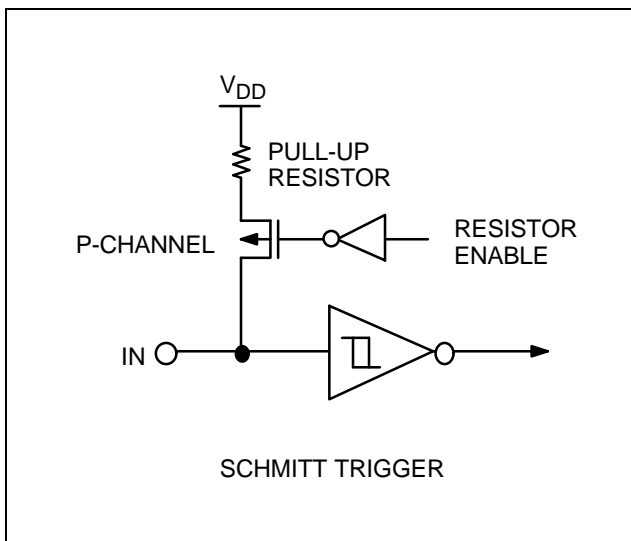 VDD
PULL-UP
RESISTOR
P-CHANNEL
RESISTOR
ENABLE
IN
SCHMITT TRIGGER